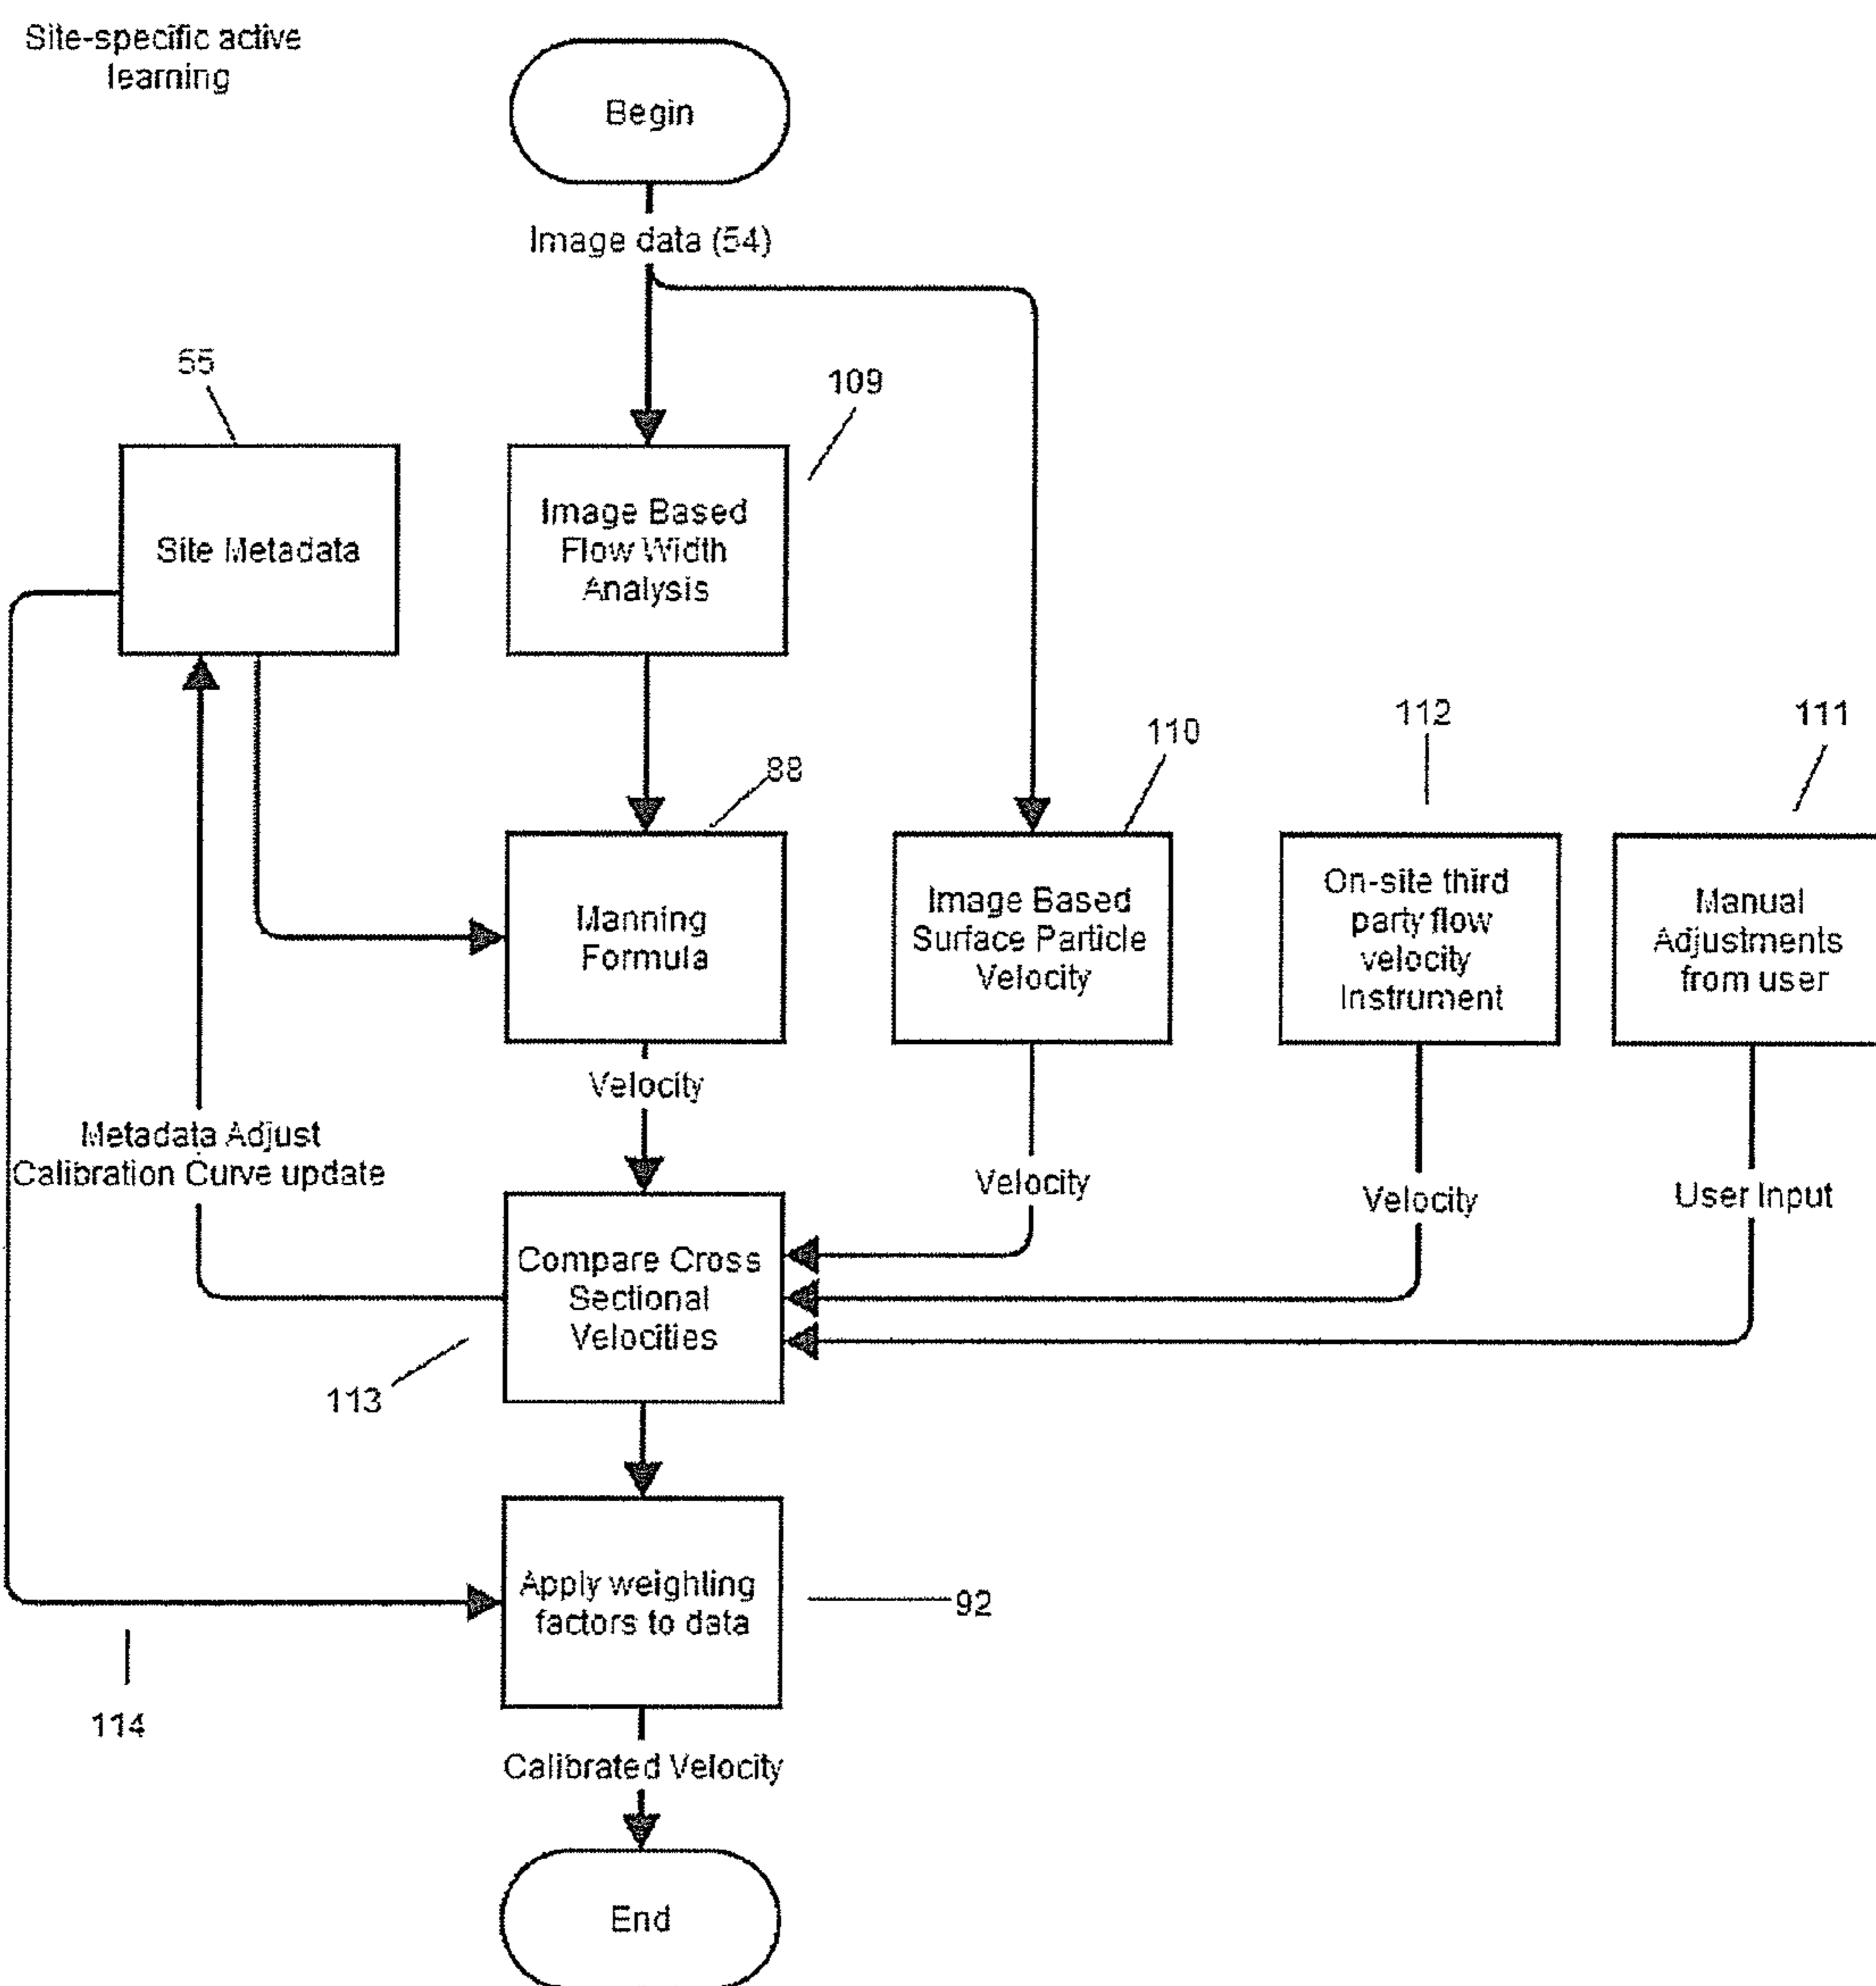 Site-specific active
learning
Begin
Image data (54)
55
109
Site Metadata
Image Based
Flow Width
Analysis
112
111
110
88
Manning
Formula
Image Based
Surface Particle
Velocity
On-site third
party flow
velocity
Instrument
Manual
Adjustments
from user
Velocity
Metadata Adjust
Calibration Curve update
Velocity
Velocity
User Input
Compare Cross
Sectional
Velocities
113
Apply weighting
factors to data
92
114
Calibrated Velocity
End